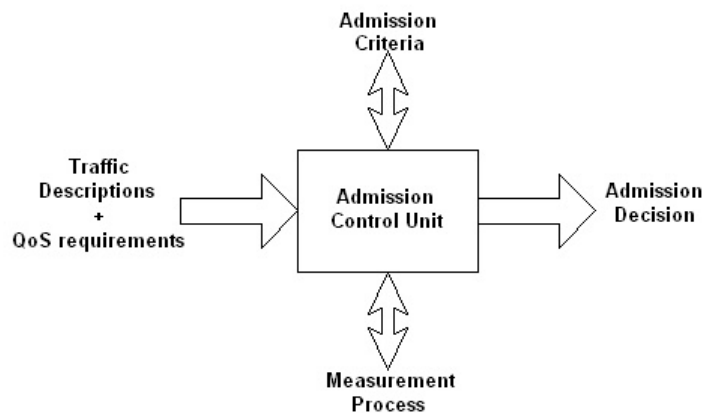 Admission
Criteria
Traffic
Descriptions
+
QoS requirements
Admission
Control Unit
Admission
Decision
Measurement
Process